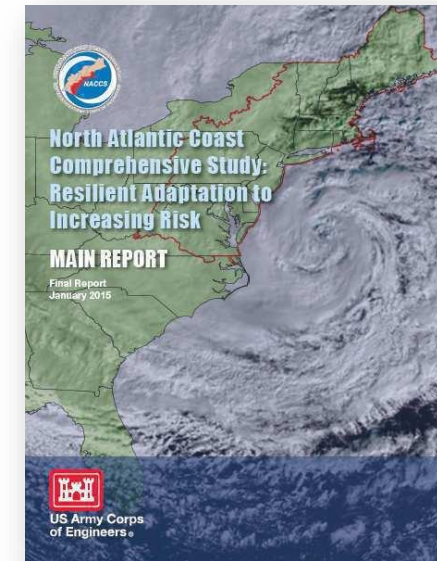 NACCS
North Atlantic Coast
Comprehensive Study:
Resilient Adaptation to
Increasing Risk
MAIN REPORT
Final Report
January 2015
US Army Corps
of Engineers®